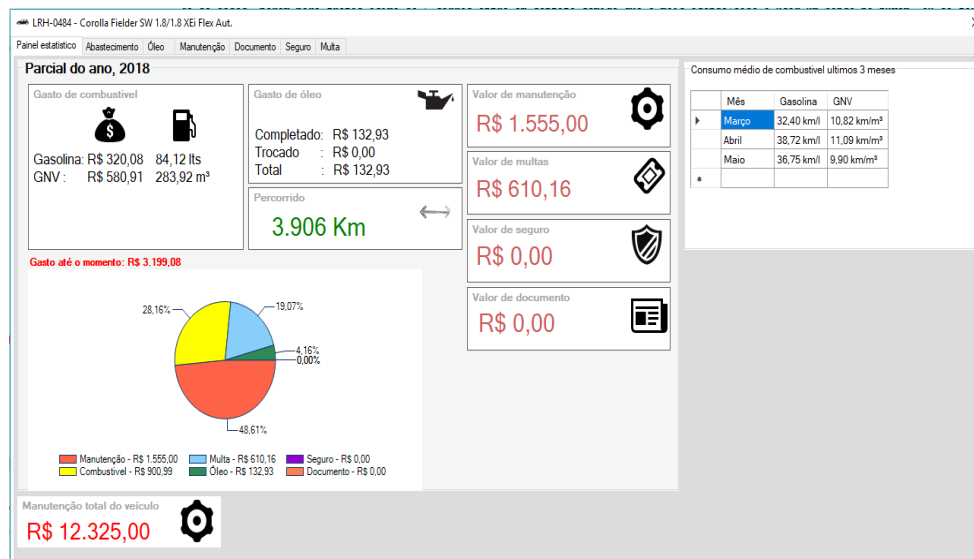 LRH-0484 - Corolla Fielder SW 1.8/1.8 XEi Flex Aut.
Painel estatistico Abastecimento Óleo Manutenção Documento Seguro Multa
Parcial do ano, 2018
Gasto de combustivel
Gasolina: R$ 320,08 84,12 lts
GNV : R$ 580,91 283,92 m³
Gasto de óleo
Completado: R$ 132,93
Trocado : R$ 0,00
Total : R$ 132,93
Percorrido
3.906 Km
Valor de manutenção
R$ 1.555,00
Valor de multas
R$ 610,16
Valor de seguro
R$ 0,00
Valor de documento
R$ 0,00
Consumo médio de combustivel ultimos 3 meses
Mês Gasolina GNV
Março 32,40 km/l 10,82 km/m³
Abril 38,72 km/l 11,09 km/m³
Maio 36,75 km/l 9,90 km/m³
Gasto até o momento: R$ 3.199,08
28,16%
19,07%
4,16%
0,00%
48,61%
Manutenção - R$ 1.555,00 Multa - R$ 610,16 Seguro - R$ 0,00
Combustivel - R$ 900,99 Óleo - R$ 132,93 Documento - R$ 0,00
Manutenção total do veiculo
R$ 12.325,00